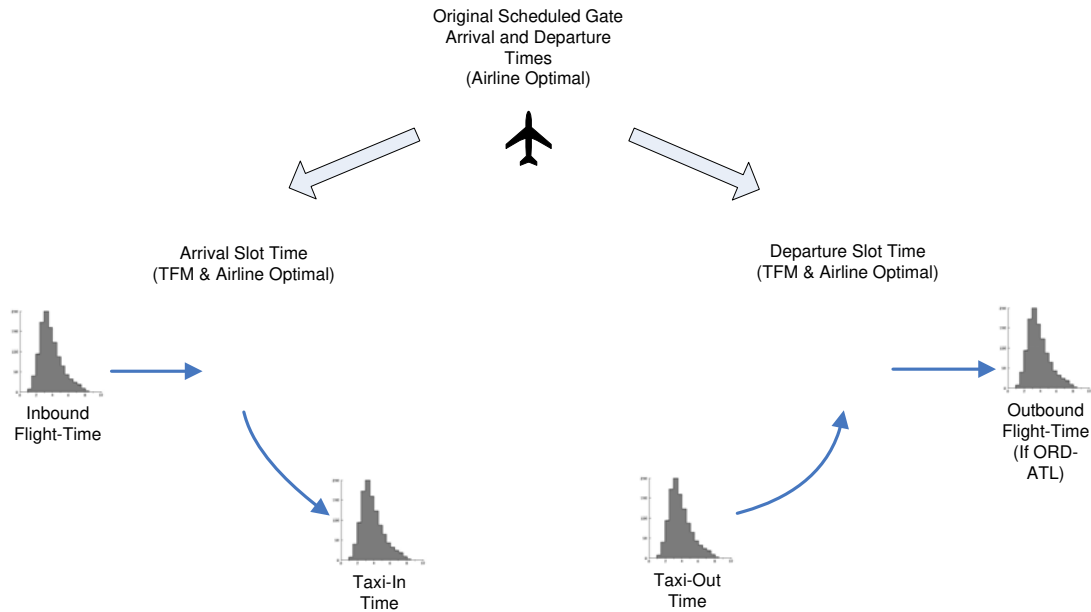 Original Scheduled Gate
Arrival and Departure
Times
(Airline Optimal)
Arrival Slot Time
(TFM & Airline Optimal)
Departure Slot Time
(TFM & Airline Optimal)
Inbound
Flight-Time
Outbound
Flight-Time
(If ORD-
ATL)
Taxi-In
Time
Taxi-Out
Time